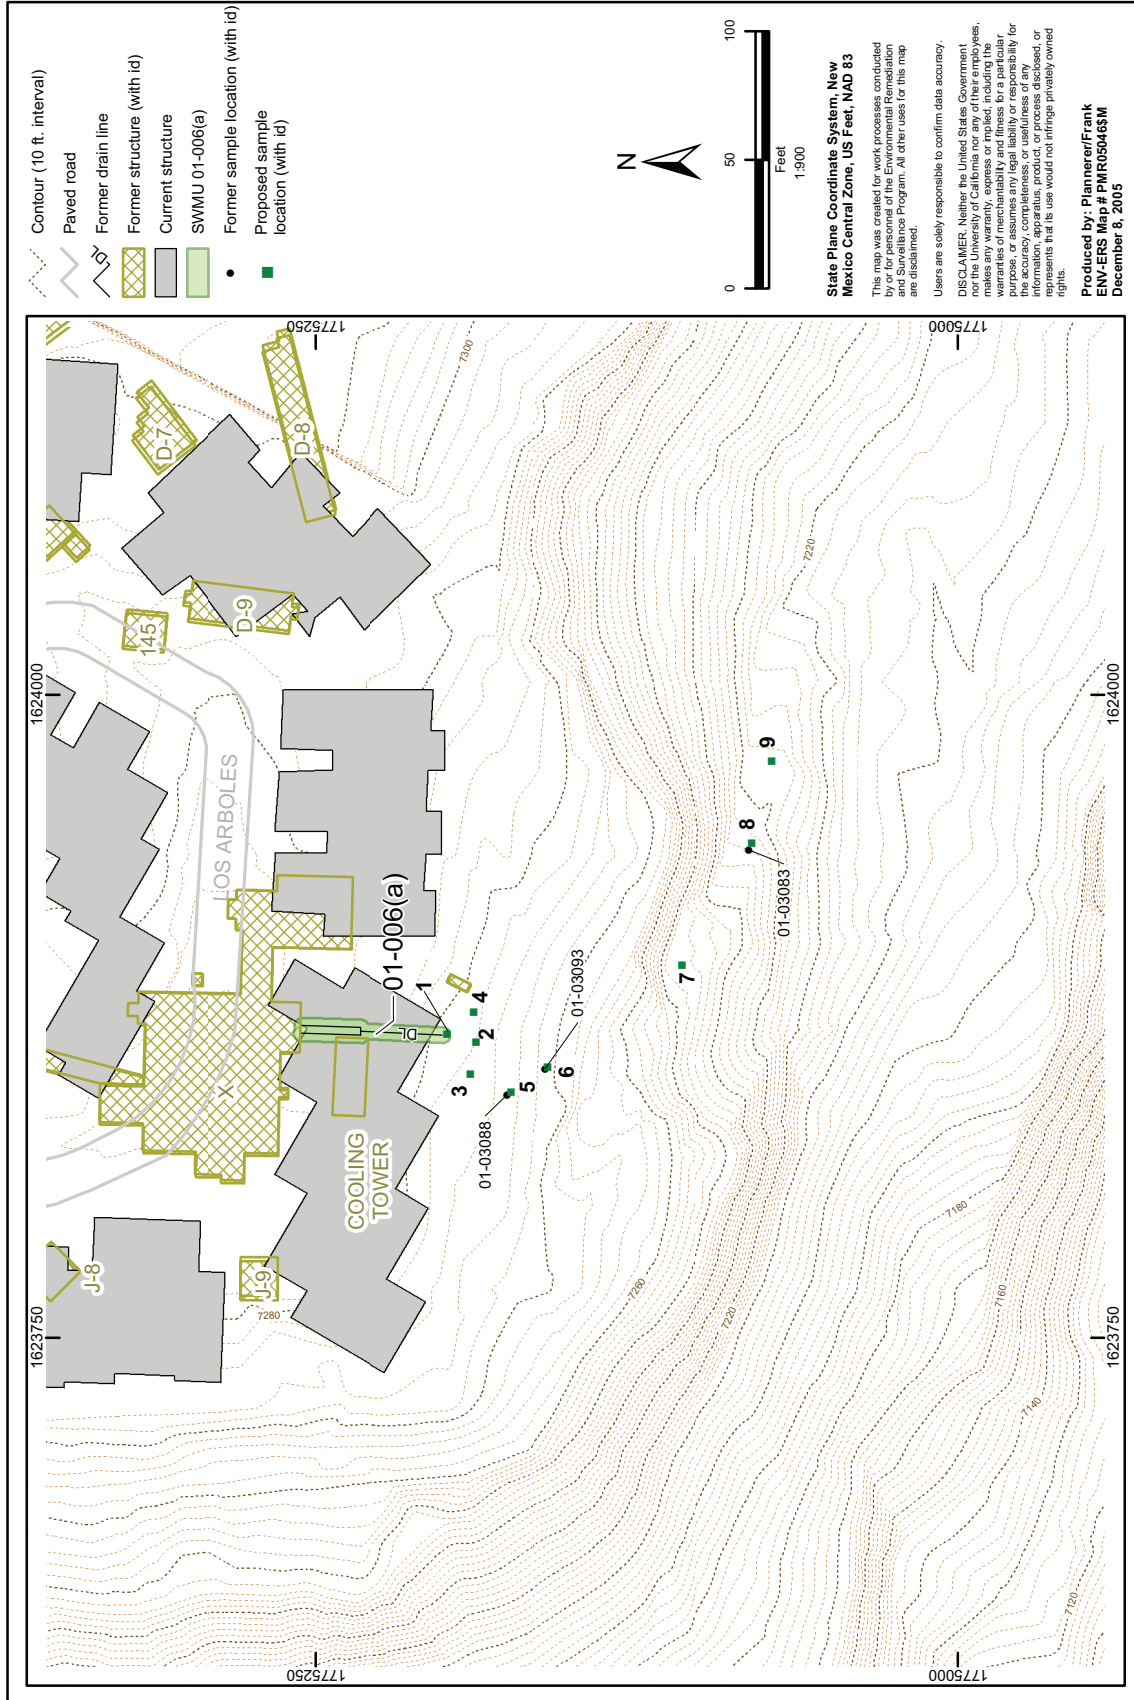 1623750
1624000
1775250
1775250
1775000
1775000
1623750
1624000
J-8
J-9
X
LOS ARBOLES
145
D-7
D-8
D-9
COOLING
TOWER
DL
01-006(a)
1
2
3
4
5
6
7
8
9
01-03088
01-03093
01-03083
7280
7300
7260
7220
7220
7180
7160
7140
7120
Contour (10 ft. interval)
Paved road
DL
Former drain line
Former structure (with id)
Current structure
SWMU 01-006(a)
Former sample location (with id)
Proposed sample
location (with id)
N
0
50
100
Feet
1:900
State Plane Coordinate System, New
Mexico Central Zone, US Feet, NAD 83
This map was created for work processes conducted
by or for personnel of the Environmental Remediation
and Surveillance Program. All other uses for this map
are disclaimed.
Users are solely responsible to confirm data accuracy.
DISCLAIMER: Neither the United States Government
nor the University of California nor any of their employees,
makes any warranty, express or implied, including the
warranties of merchantability and fitness for a particular
purpose, or assumes any legal liability or responsibility for
the accuracy, completeness, or usefulness of any
information, apparatus, product, or process disclosed, or
represents that its use would not infringe privately owned
rights.
Produced by: Plannerer/Frank
ENV-ERS Map # PMR05046$M
December 8, 2005